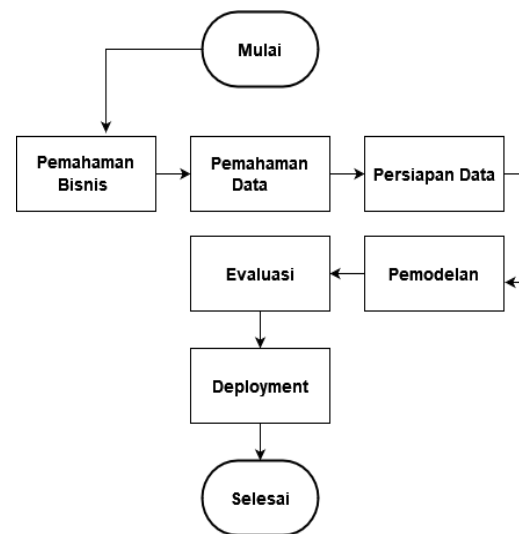 Mulai
Pemahaman
Bisnis
Pemahaman
Data
Persiapan Data
Pemodelan
Evaluasi
Deployment
Selesai